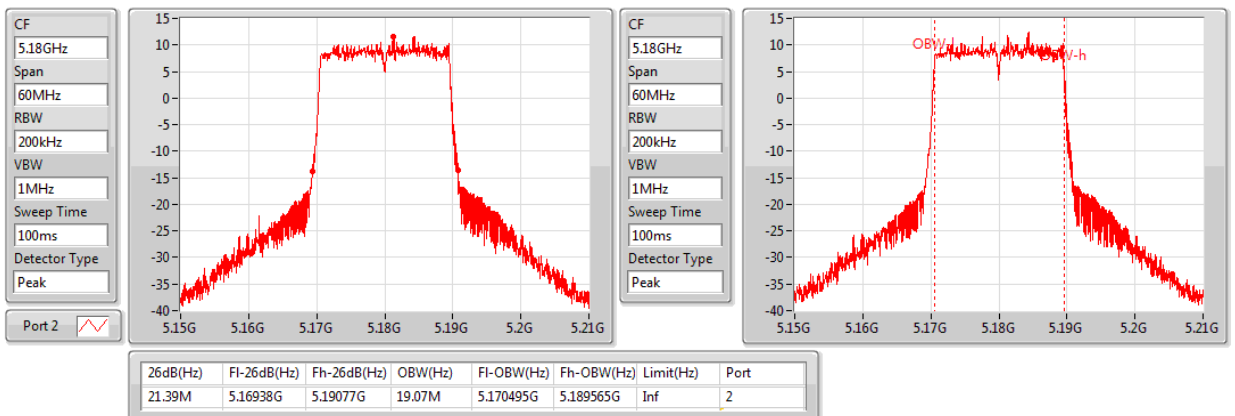 CF
5.18GHz
Span
60MHz
RBW
200kHz
VBW
1MHz
Sweep Time
100ms
Detector Type
Peak
Port 2
15
10
5
0
-5
-10
-15
-20
-25
-30
-35
-40
5.15G 5.16G 5.17G 5.18G 5.19G 5.2G 5.21G
CF
5.18GHz
Span
60MHz
RBW
200kHz
VBW
1MHz
Sweep Time
100ms
Detector Type
Peak
15
10
5
0
-5
-10
-15
-20
-25
-30
-35
-40
OBW-l
OBW-h
5.15G 5.16G 5.17G 5.18G 5.19G 5.2G 5.21G
26dB(Hz) Fl-26dB(Hz) Fh-26dB(Hz) OBW(Hz) Fl-OBW(Hz) Fh-OBW(Hz) Limit(Hz) Port
21.39M 5.16938G 5.19077G 19.07M 5.170495G 5.189565G Inf 2